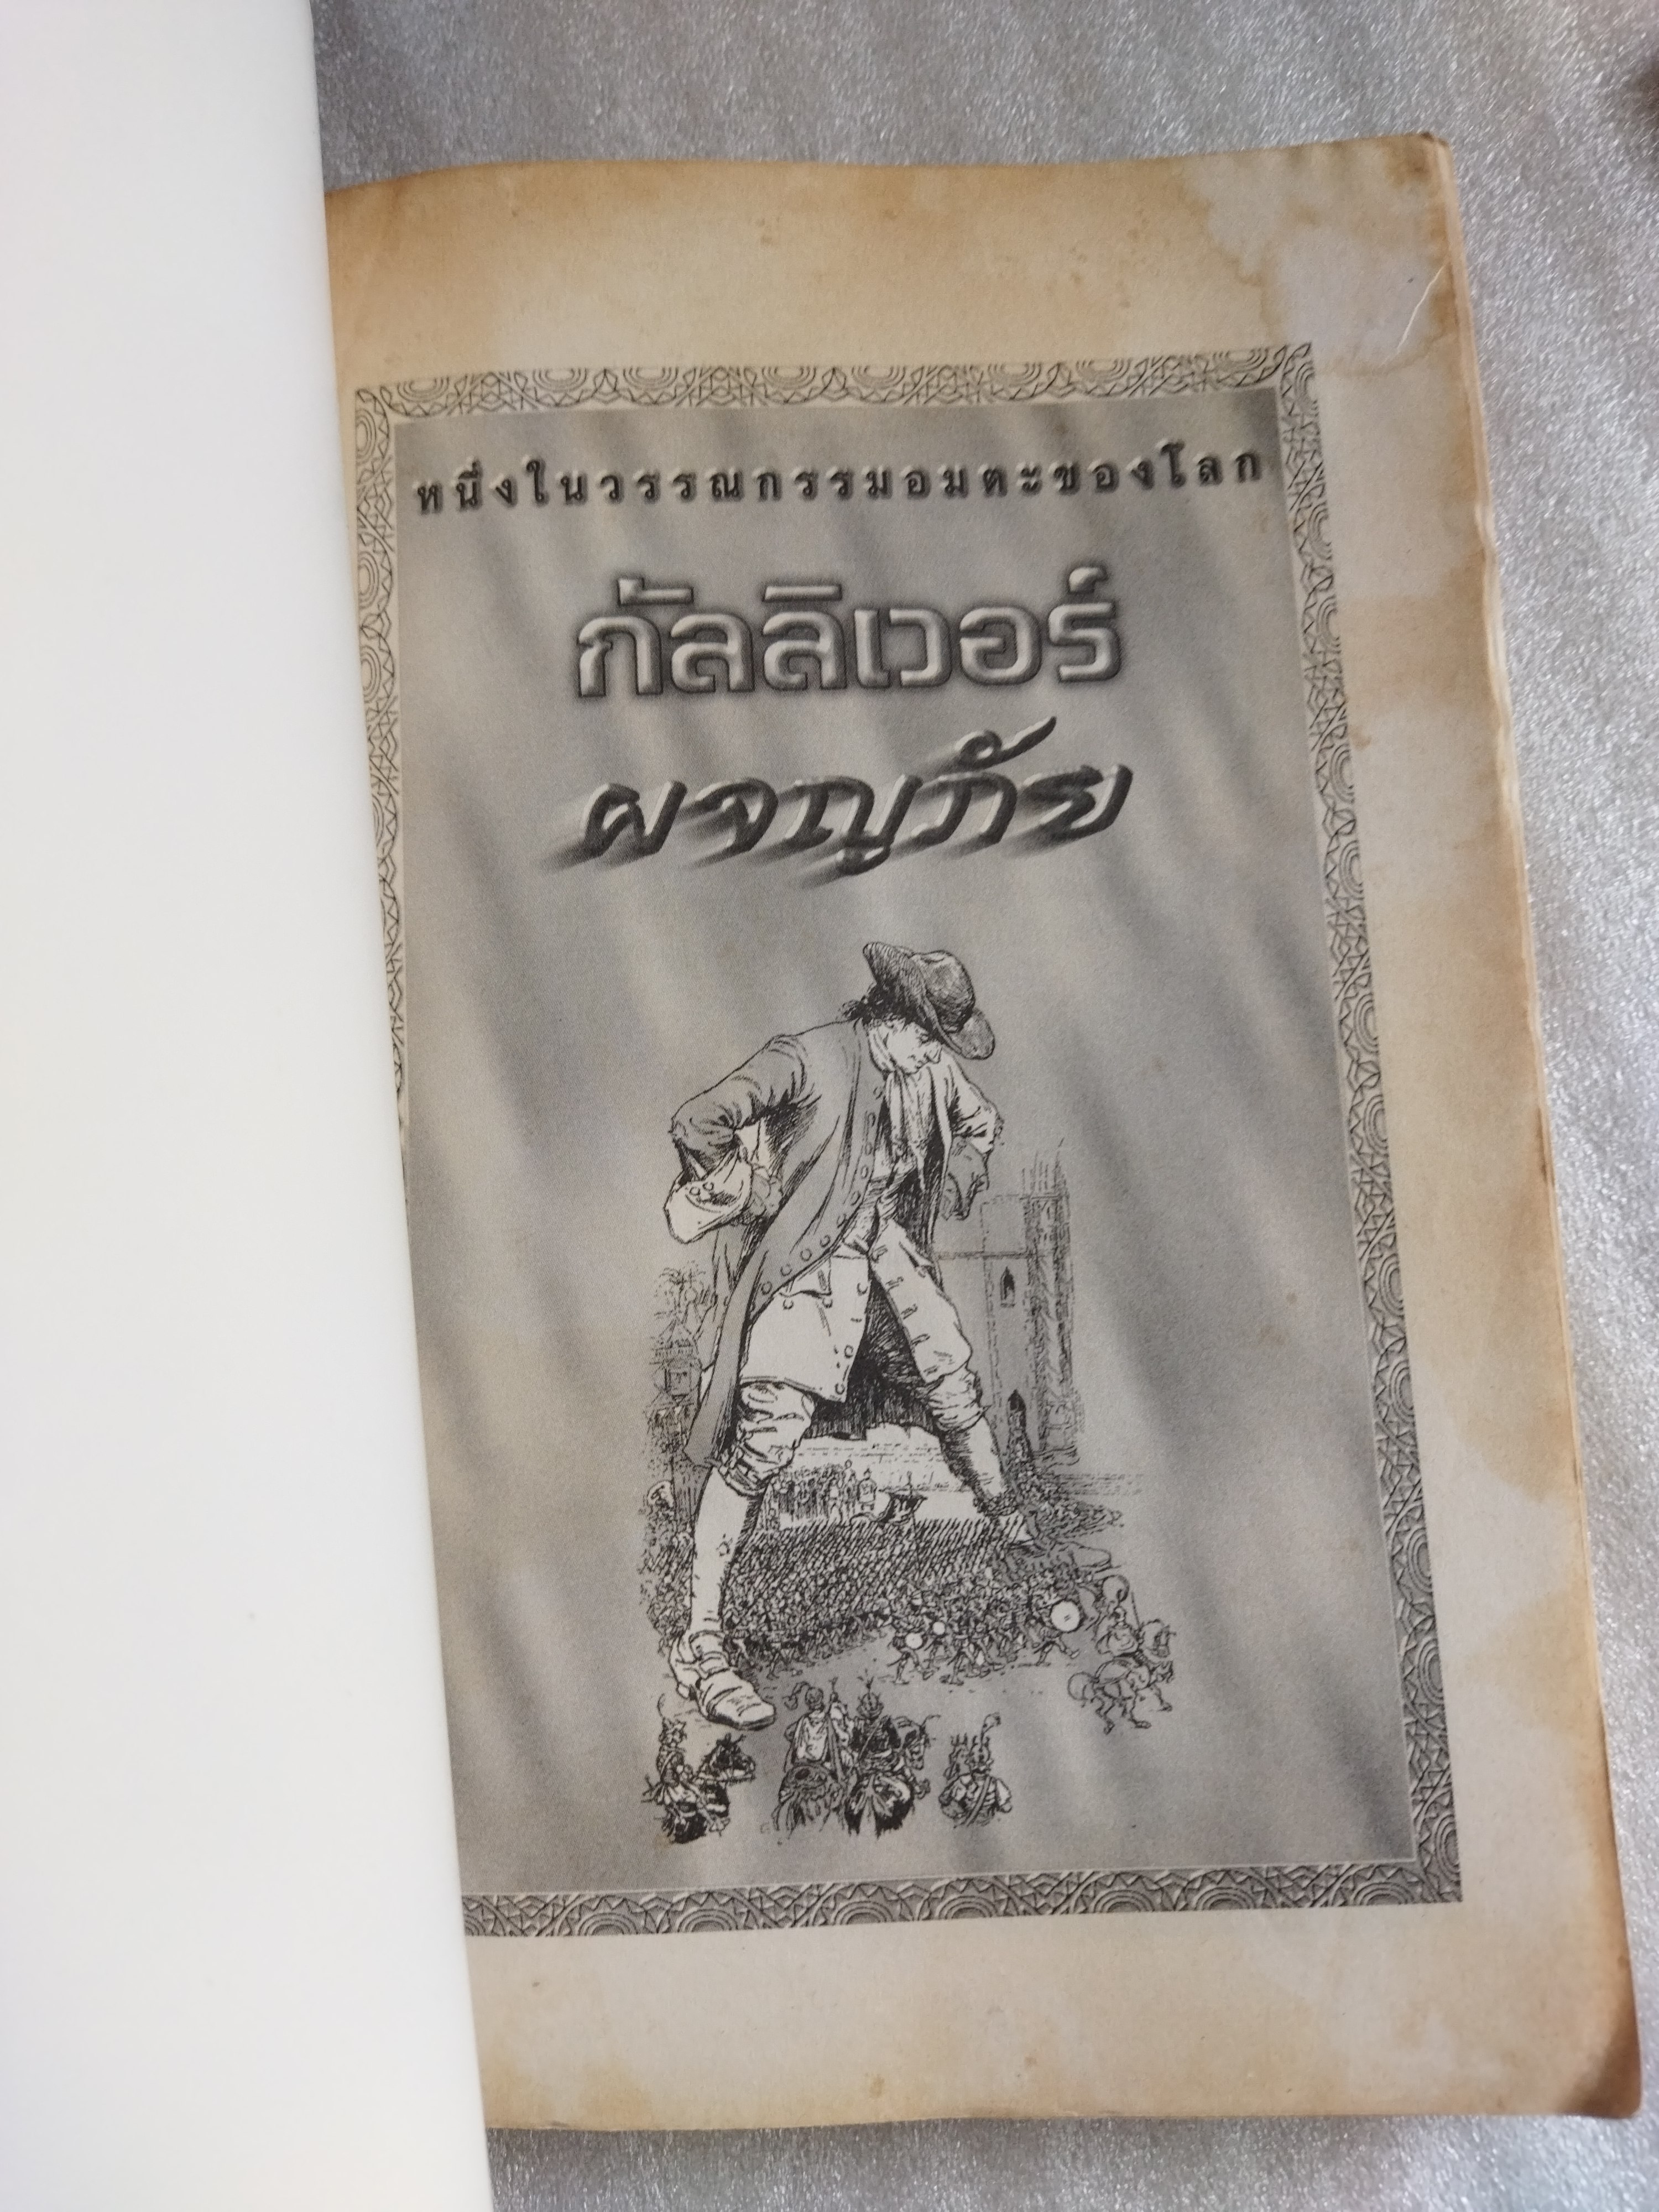 หนึ่งในวรรณกรรมอมตะของโลก
กัลลิเวอร์
ผจญภัย